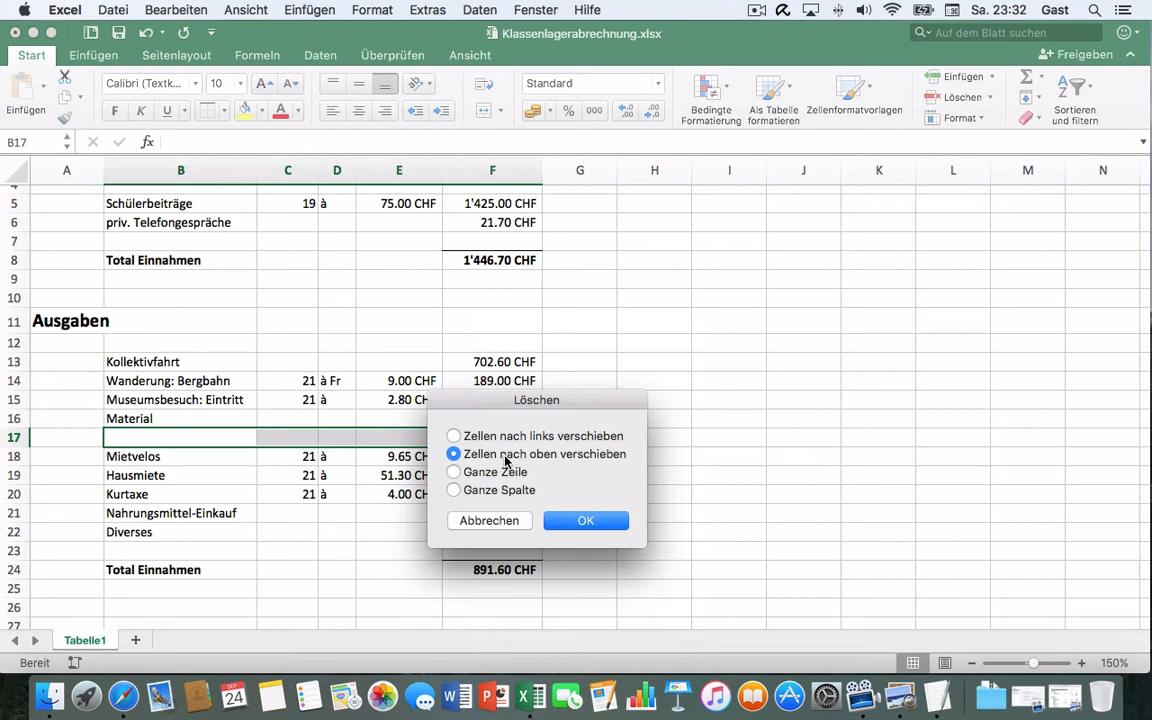 Excel Datei Bearbeiten Ansicht Einfügen Format Extras Daten Fenster Hilfe Sa. 23:32 Gast
Klassenlagerabrechnung.xlsx Auf dem Blatt suchen
Start Einfügen Seitenlayout Formeln Daten Überprüfen Ansicht Freigeben
Einfügen Calibri (Textk... 10 A A Standard Bedingte Formatierung Als Tabelle formatieren Zellenformatvorlagen Einfügen Löschen Format Sortieren und filtern
F K U A % 000
B17 fx
A B C D E F G H I J K L M N
4
5 Schülerbeiträge 19 à 75.00 CHF 1'425.00 CHF
6 priv. Telefongespräche 21.70 CHF
7
8 Total Einnahmen 1'446.70 CHF
9
10
11 Ausgaben
12
13 Kollektivfahrt 702.60 CHF
14 Wanderung: Bergbahn 21 à Fr 9.00 CHF 189.00 CHF
15 Museumsbesuch: Eintritt 21 à 2.80 CH
16 Material
17
18 Mietvelos 21 à 9.65 CH
19 Hausmiete 21 à 51.30 CH
20 Kurtaxe 21 à 4.00 CH
21 Nahrungsmittel-Einkauf
22 Diverses
23
24 Total Einnahmen 891.60 CHF
25
26
27
Löschen
Zellen nach links verschieben
Zellen nach oben verschieben
Ganze Zeile
Ganze Spalte
Abbrechen OK
Tabelle1 +
Bereit 150%
SEP
24